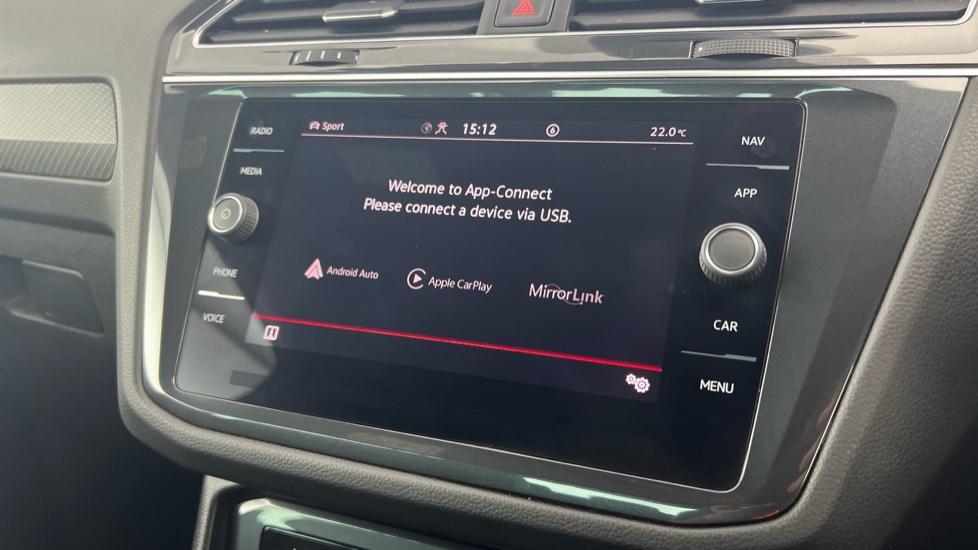 Sport 15:12 6 22.0°C
Welcome to App-Connect
Please connect a device via USB.
Android Auto
Apple CarPlay
MirrorLink
RADIO
MEDIA
PHONE
VOICE
NAV
APP
CAR
MENU